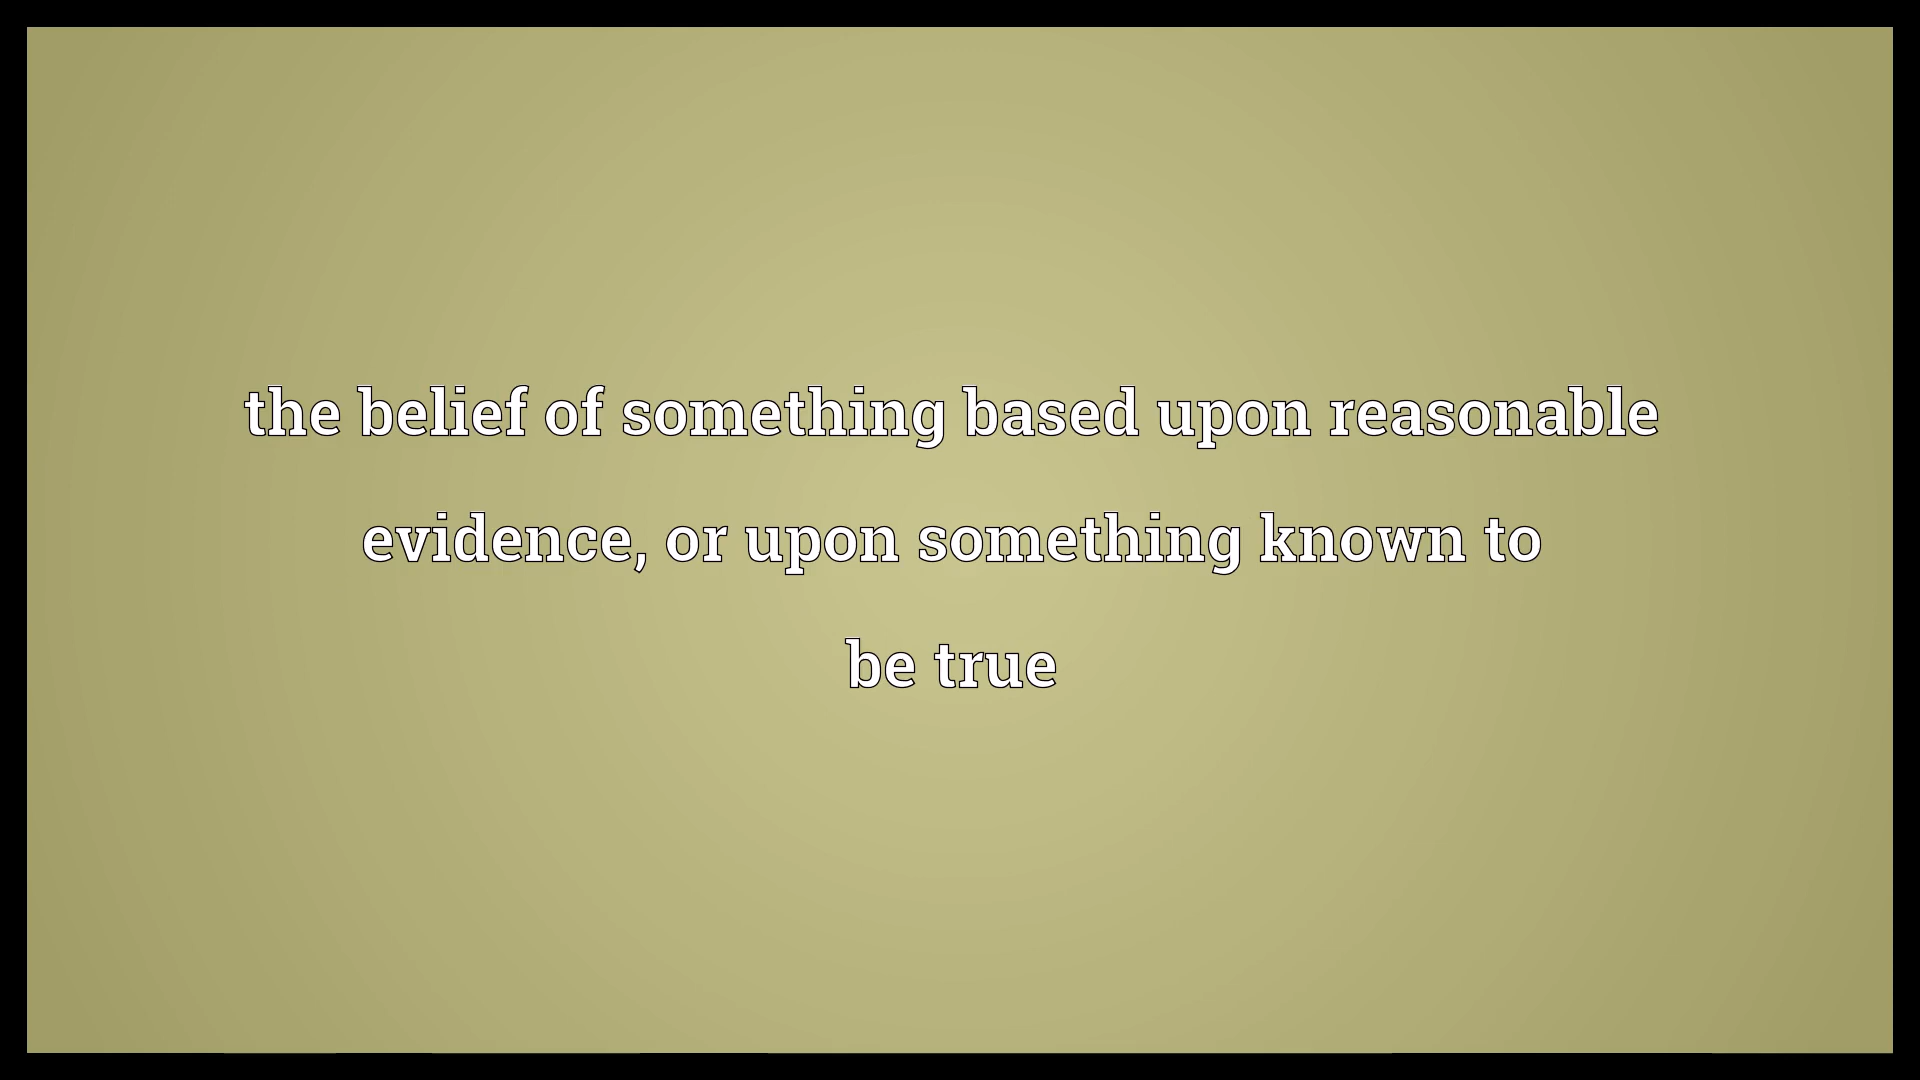 the belief of something based upon reasonable
evidence, or upon something known to
be true